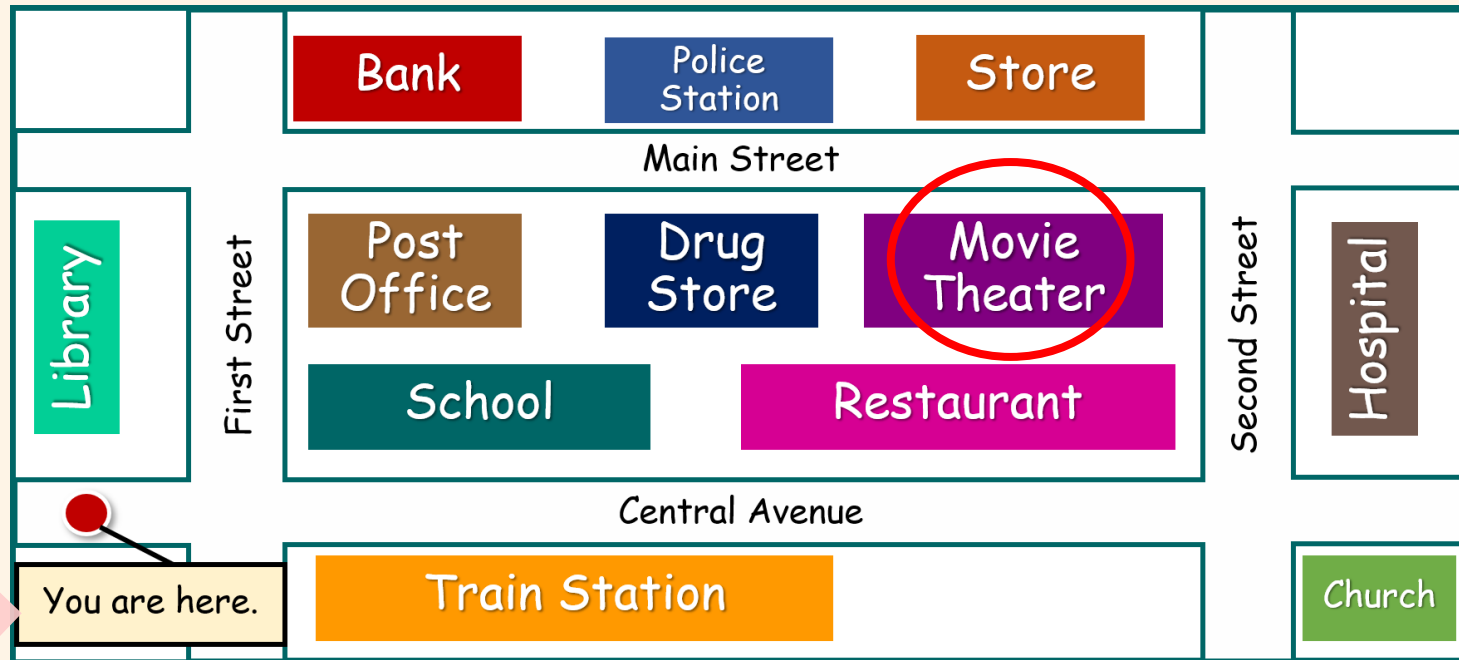 Bank
Police
Station
Store
Main Street
Library
First Street
Post
Office
Drug
Store
Movie
Theater
Second Street
Hospital
School
Restaurant
Central Avenue
You are here.
Train Station
Church